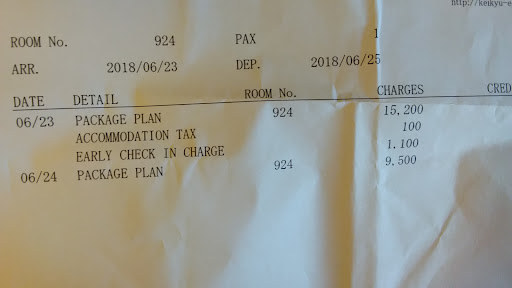 http://keikyu-e
ROOM No. 924 PAX 1
ARR. 2018/06/23 DEP. 2018/06/25
DATE DETAIL ROOM No. CHARGES CRED
06/23 PACKAGE PLAN 924 15,200
ACCOMMODATION TAX 100
EARLY CHECK IN CHARGE 1,100
06/24 PACKAGE PLAN 924 9,500